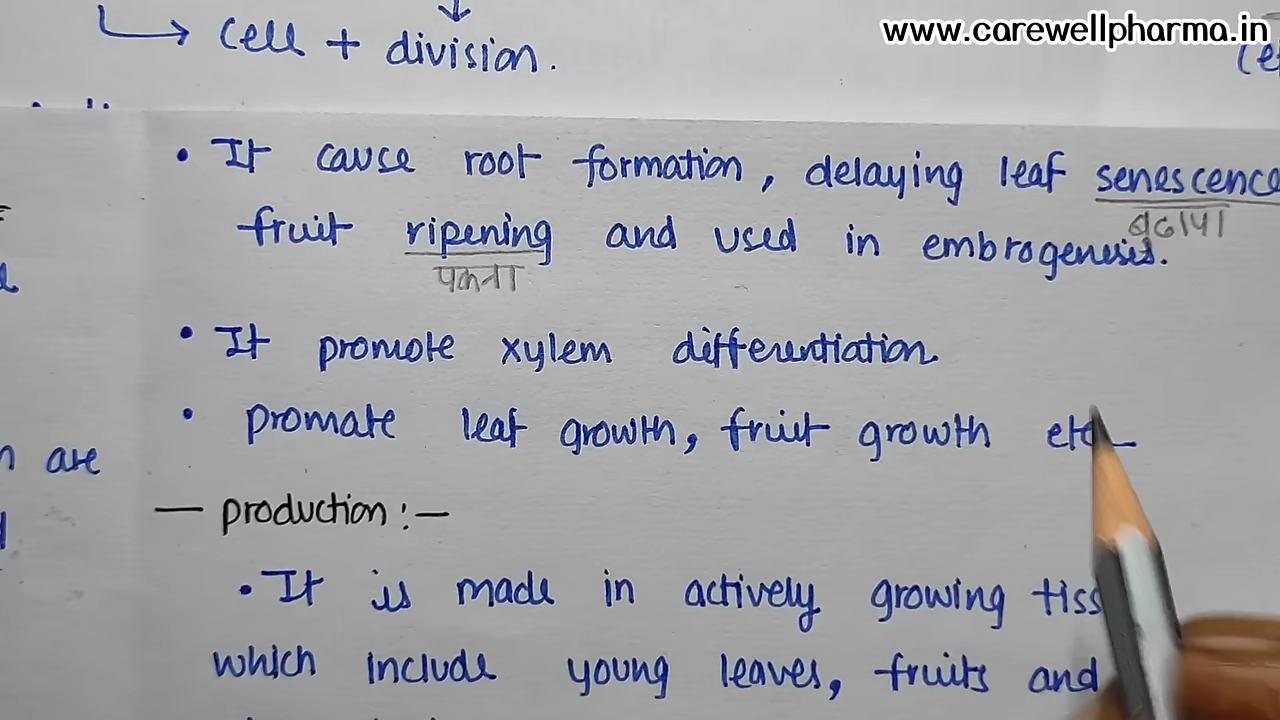 www.carewellpharma.in
cell + division.
• It cause root formation, delaying leaf senescence
fruit ripening and used in embrogenesis.
पकना
• It promote xylem differentiation.
• promate leaf growth, fruit growth etc
n are
— production :—
• It is made in actively growing tiss
which include young leaves, fruits and